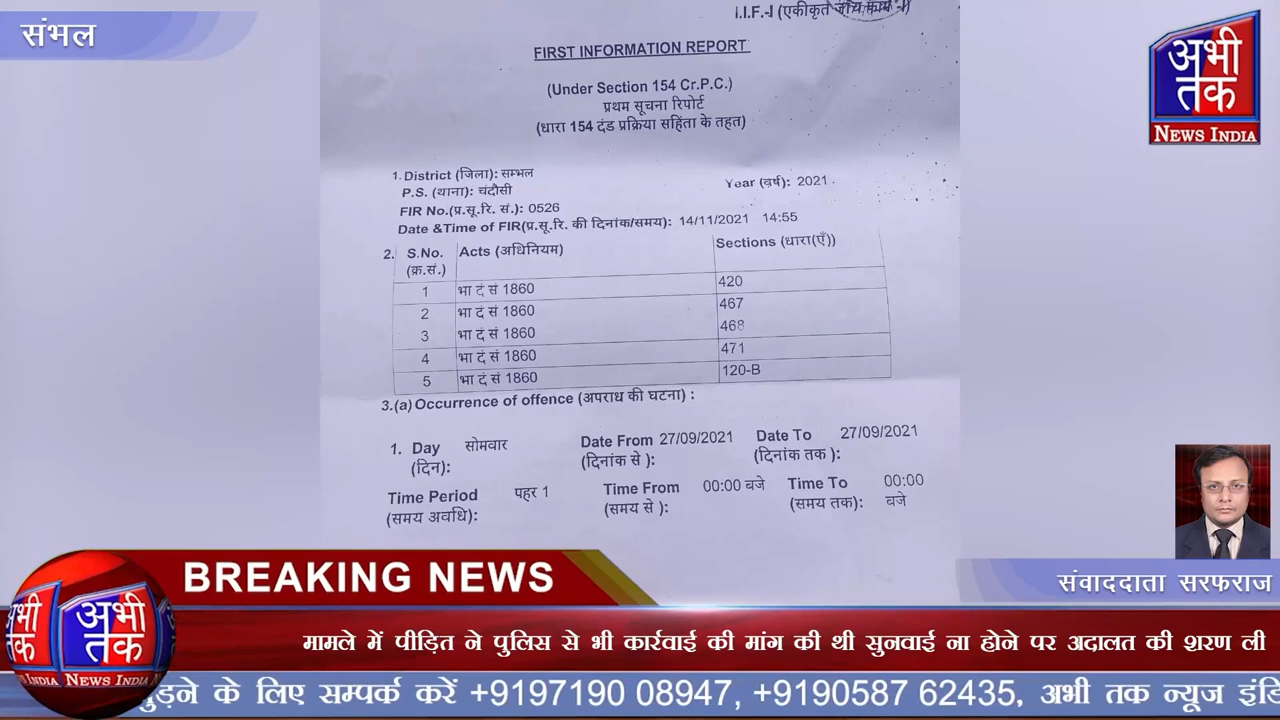 संभल
I.I.F.-I (एकीकृत जाँच फार्म -I)
FIRST INFORMATION REPORT
(Under Section 154 Cr.P.C.)
प्रथम सूचना रिपोर्ट
(धारा 154 दंड प्रक्रिया सहिंता के तहत)
अभी
तक
NEWS INDIA
1. District (जिला): सम्भल
P.S. (थाना): चंदौसी
Year (वर्ष): 2021
FIR No.(प्र.सू.रि. सं.): 0526
Date &Time of FIR(प्र.सू.रि. की दिनांक/समय): 14/11/2021 14:55
2. S.No. (क्र.सं.) Acts (अधिनियम) Sections (धारा(एँ))
1 भा दं सं 1860 420
2 भा दं सं 1860 467
3 भा दं सं 1860 468
4 भा दं सं 1860 471
5 भा दं सं 1860 120-B
3.(a) Occurrence of offence (अपराध की घटना) :
1. Day सोमवार Date From 27/09/2021 Date To 27/09/2021
(दिन): (दिनांक से ): (दिनांक तक ):
Time Period पहर 1 Time From 00:00 बजे Time To 00:00
(समय अवधि): (समय से ): (समय तक): बजे
BREAKING NEWS
संवाददाता सरफराज
अभी
तक
NEWS INDIA
मामले में पीड़ित ने पुलिस से भी कार्रवाई की मांग की थी सुनवाई ना होने पर अदालत की शरण ली
के लिए सम्पर्क करें +9197190 08947, +9190587 62435, अभी तक न्यूज